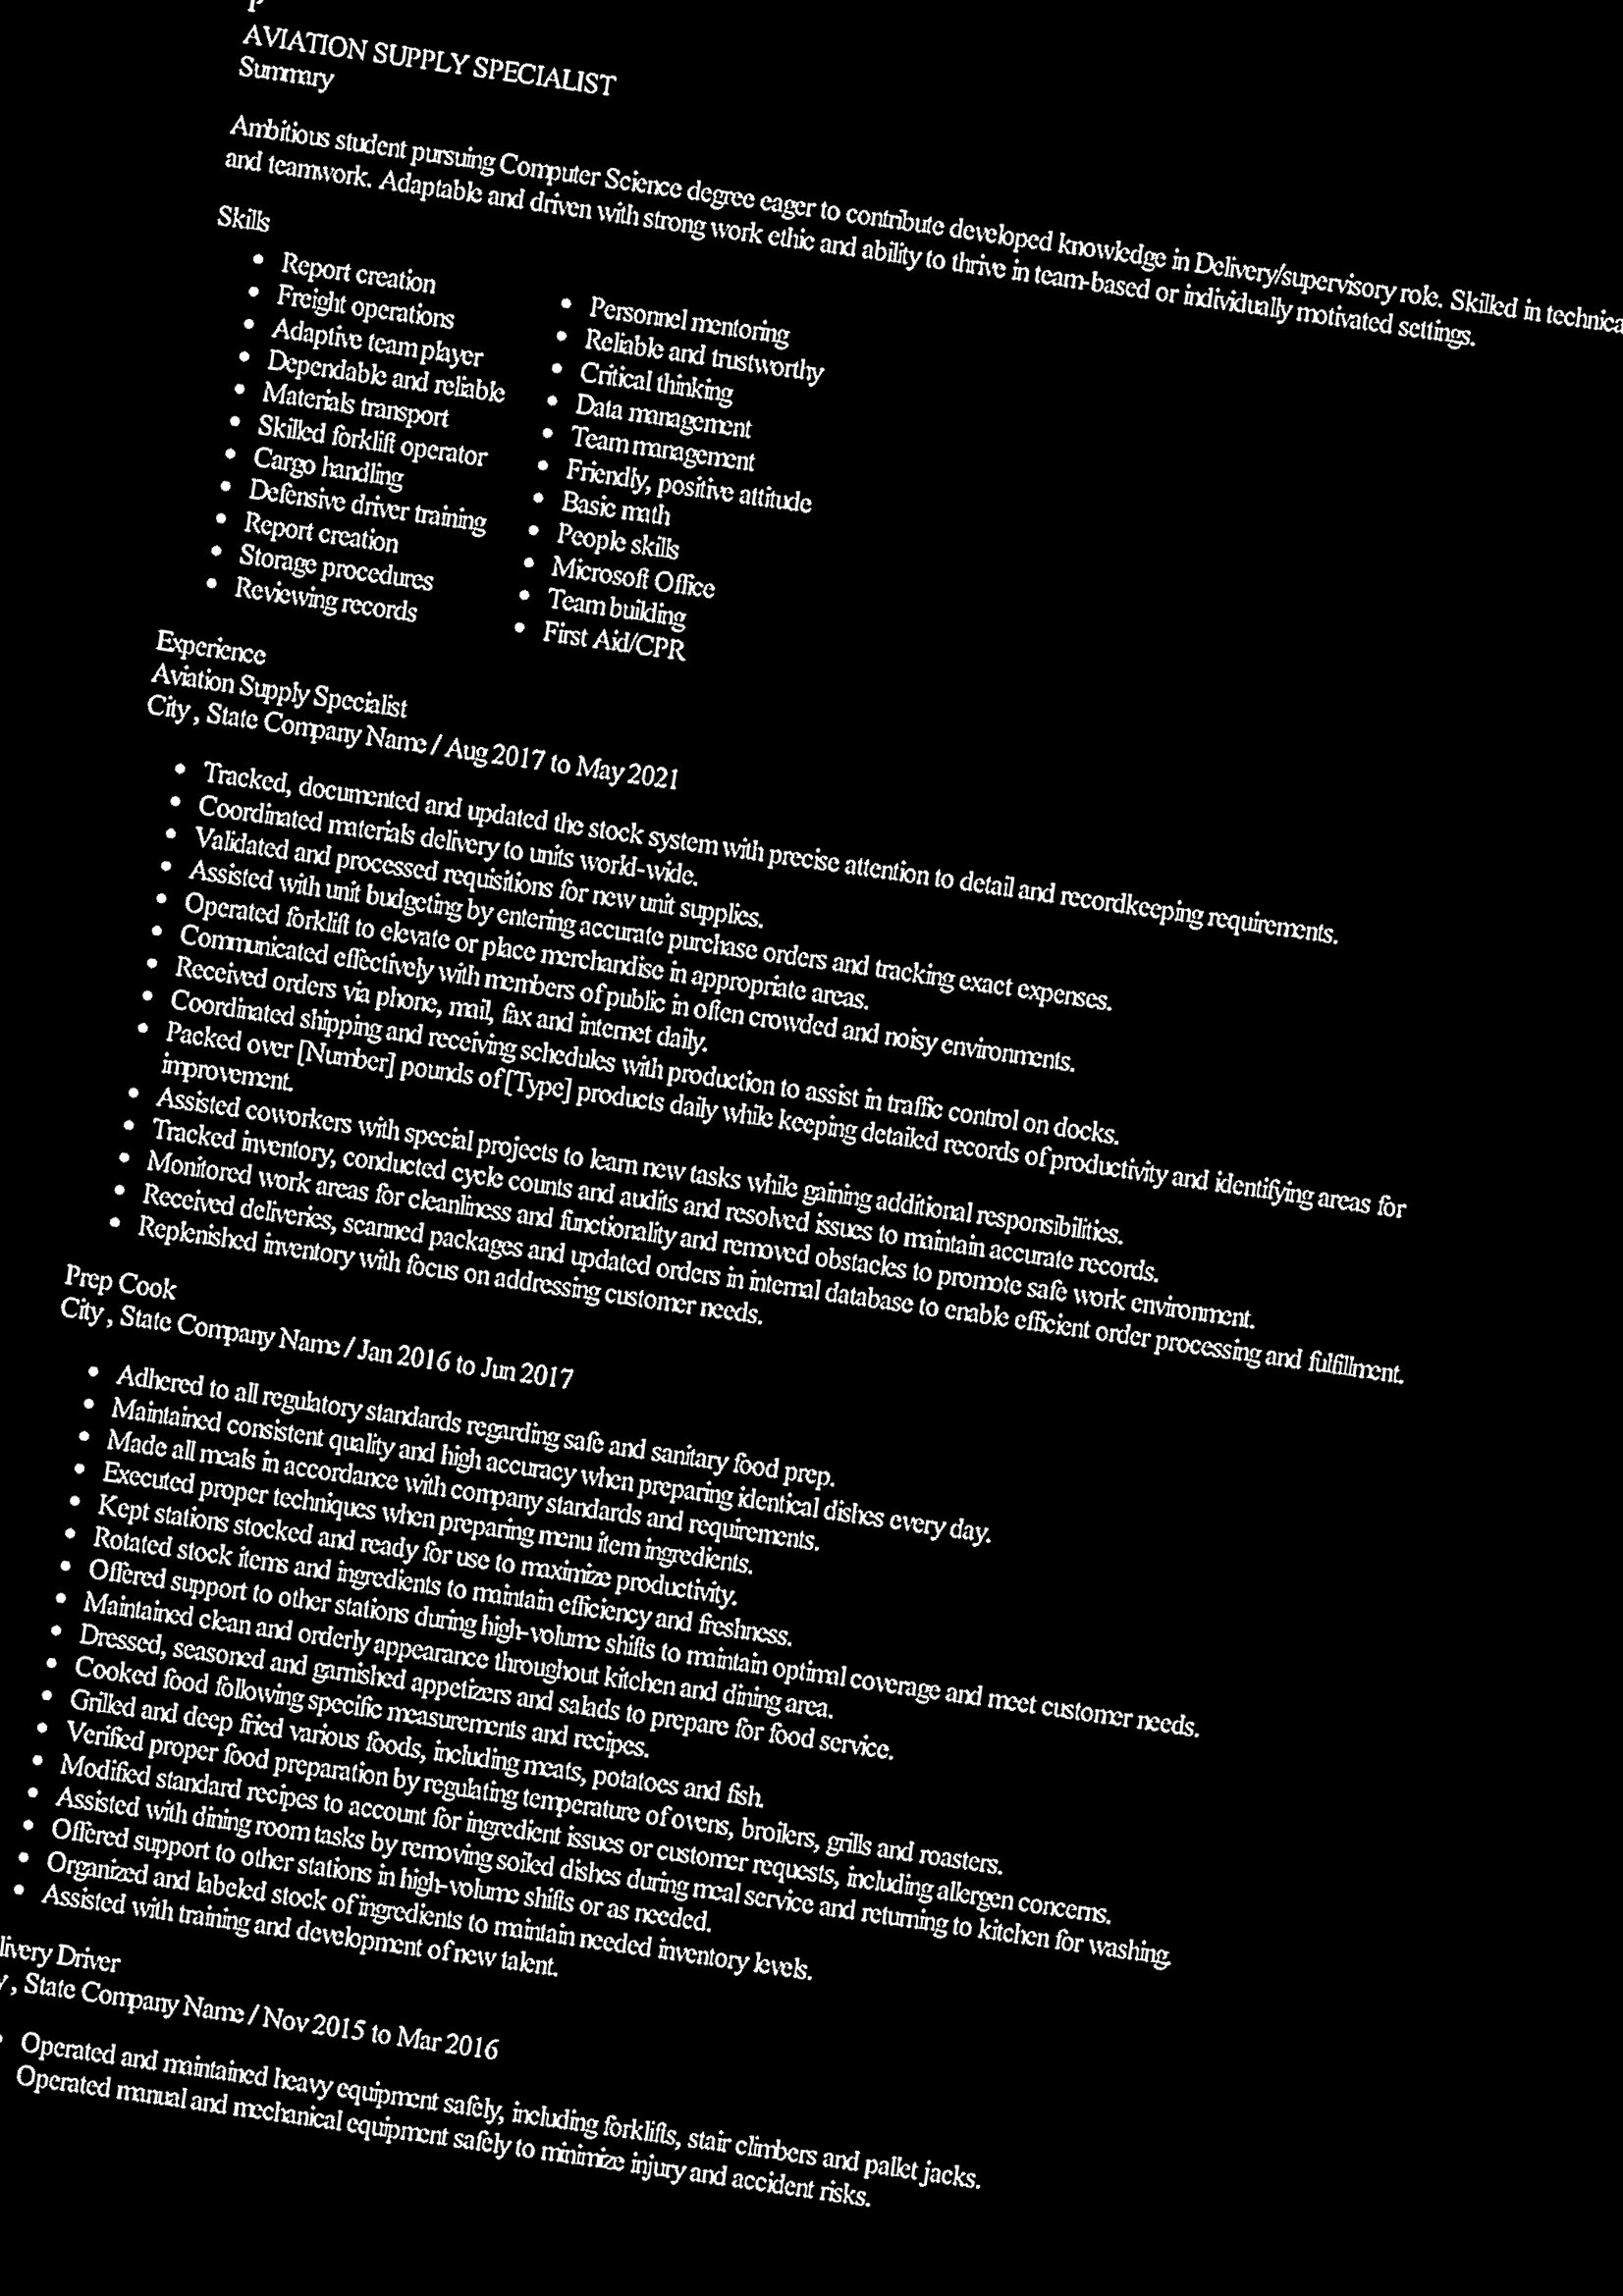 P
AVIATION SUPPLY SPECIALIST
Summary
Ambitious student pursuing Computer Science degree eager to contribute developed knowledge in Delivery/supervisory role. Skilled in
and teamwork. Adaptable and driven with strong work ethic and ability to thrive in team-based or individually motivated settings.
Skills
• Report creation
• Freight operations
• Adaptive team player
• Dependable and reliable
• Materials transport
• Skilled forklift operator
• Cargo handling
• Defensive driver training
• Report creation
• Storage procedures
• Reviewing records
• Personnel mentoring
• Reliable and trustworthy
• Critical thinking
• Data management
• Team management
• Friendly, positive attitude
• Basic math
• People skills
• Microsoft Office
• Team building
• First Aid/CPR
Experience
Aviation Supply Specialist
City , State Company Name / Aug 2017 to May 2021
• Tracked, documented and updated the stock system with precise attention to detail and recordkeeping requirements.
• Coordinated materials delivery to units world-wide.
• Validated and processed requisitions for new unit supplies.
• Assisted with unit budgeting by entering accurate purchase orders and tracking exact expenses.
• Operated forklift to elevate or place merchandise in appropriate areas.
• Communicated effectively with members of public in often crowded and noisy environments.
• Received orders via phone, mail, fax and internet daily.
• Coordinated shipping and receiving schedules with production to assist in traffic control on docks.
• Packed over [Number] pounds of [Type] products daily while keeping detailed records of productivity and identifying areas for
improvement.
• Assisted coworkers with special projects to learn new tasks while gaining additional responsibilities.
• Tracked inventory, conducted cycle counts and audits and resolved issues to maintain accurate records.
• Monitored work areas for cleanliness and functionality and removed obstacles to promote safe work environment.
• Received deliveries, scanned packages and updated orders in internal database to enable efficient order processing and fulfillment.
• Replenished inventory with focus on addressing customer needs.
Prep Cook
City , State Company Name / Jan 2016 to Jun 2017
• Adhered to all regulatory standards regarding safe and sanitary food prep.
• Maintained consistent quality and high accuracy when preparing identical dishes every day.
• Made all meals in accordance with company standards and requirements.
• Executed proper techniques when preparing menu item ingredients.
• Kept stations stocked and ready for use to maximize productivity.
• Rotated stock items and ingredients to maintain efficiency and freshness.
• Offered support to other stations during high-volume shifts to maintain optimal coverage and meet customer needs.
• Maintained clean and orderly appearance throughout kitchen and dining area.
• Dressed, seasoned and garnished appetizers and salads to prepare for food service.
• Cooked food following specific measurements and recipes.
• Grilled and deep fried various foods, including meats, potatoes and fish.
• Verified proper food preparation by regulating temperature of ovens, broilers, grills and roasters.
• Modified standard recipes to account for ingredient issues or customer requests, including allergen concerns.
• Assisted with dining room tasks by removing soiled dishes during meal service and returning to kitchen for washing.
• Offered support to other stations in high-volume shifts or as needed.
• Organized and labeled stock of ingredients to maintain needed inventory levels.
• Assisted with training and development of new talent.
livery Driver
y , State Company Name / Nov 2015 to Mar 2016
• Operated and maintained heavy equipment safely, including forklifts, stair climbers and pallet jacks.
Operated manual and mechanical equipment safely to minimize injury and accident risks.